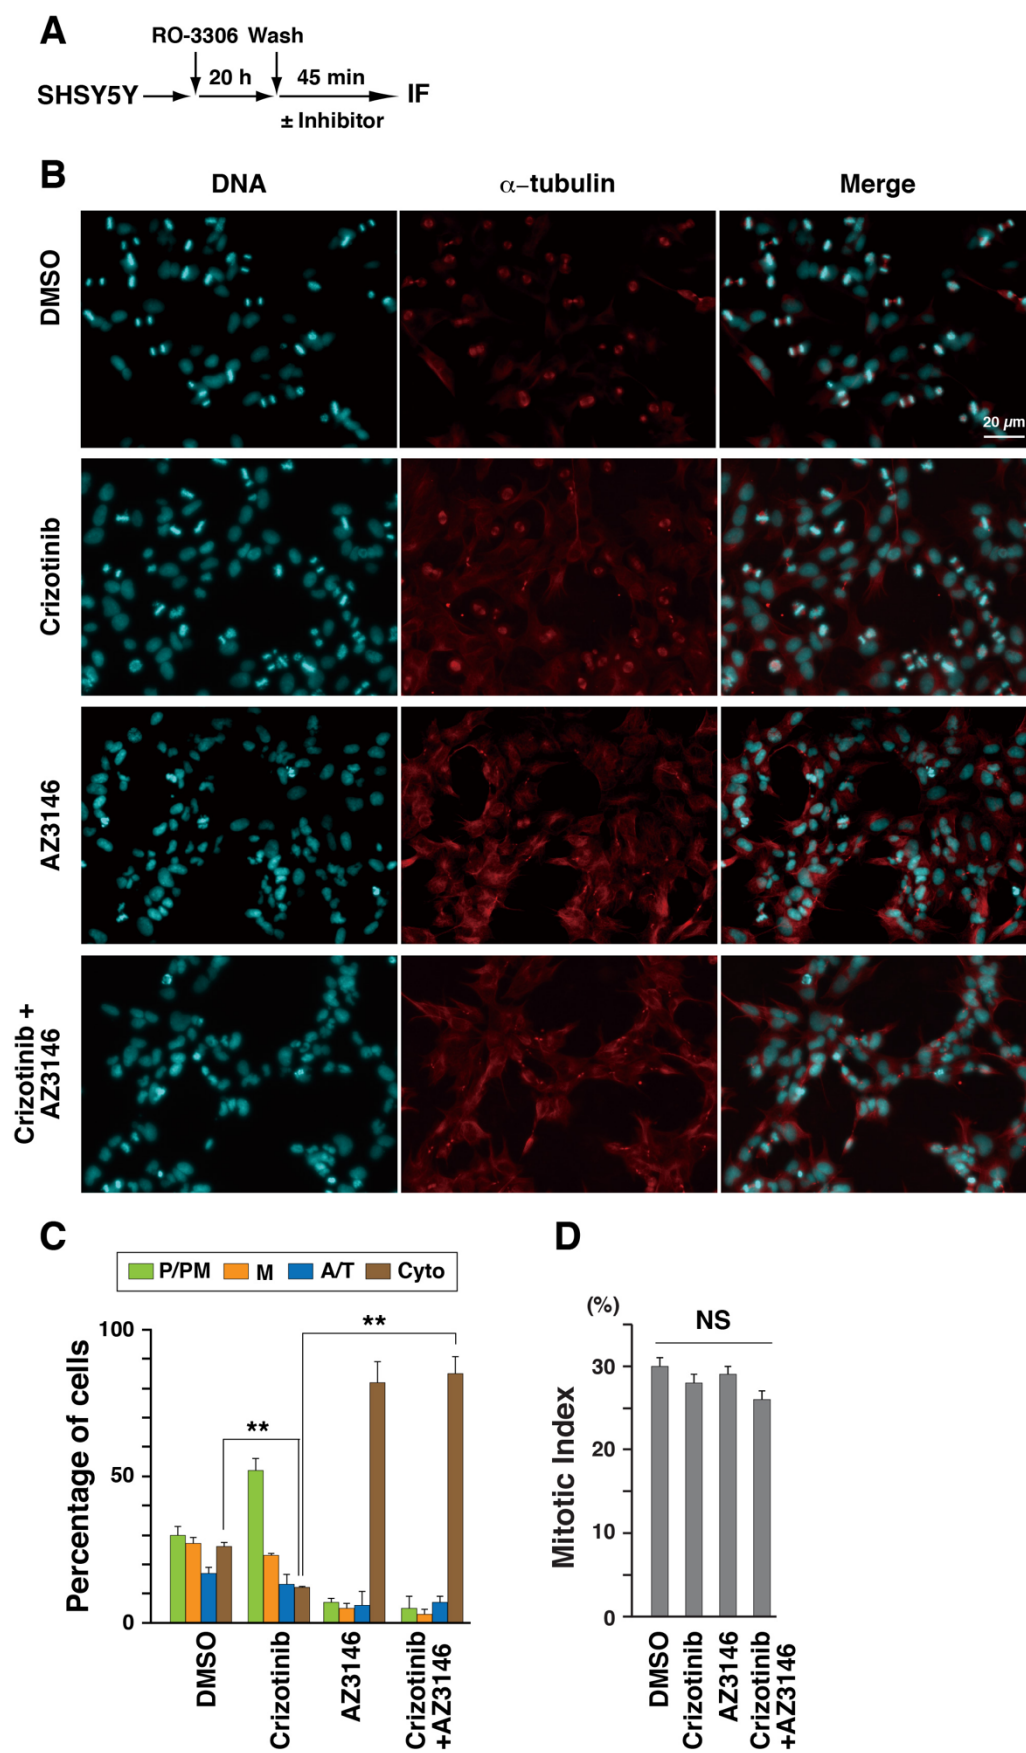 A
RO-3306 Wash
20 h
45 min
SHSY5Y
IF
± Inhibitor
B
DNA
α–tubulin
Merge
DMSO
20 µm
Crizotinib
AZ3146
Crizotinib +
AZ3146
C
P/PM
M
A/T
Cyto
Percentage of cells
100
50
0
**
**
DMSO
Crizotinib
AZ3146
Crizotinib
+AZ3146
D
(%)
NS
Mitotic Index
30
20
10
0
DMSO
Crizotinib
AZ3146
Crizotinib
+AZ3146